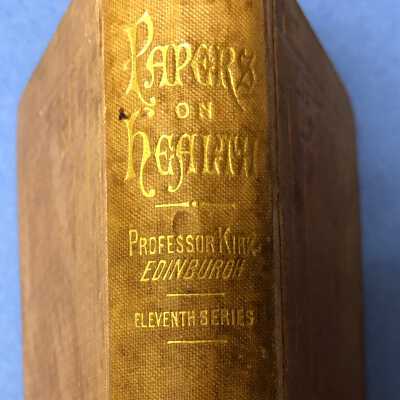 PAPERS
ON
HEALTH
PROFESSOR KIRK
EDINBURGH
ELEVENTH SERIES